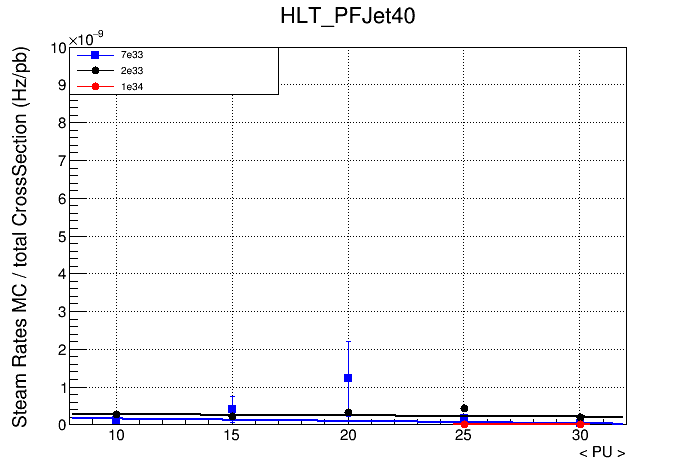 HLT_PFJet40
×10⁻⁹
Steam Rates MC / total CrossSection (Hz/pb)
7e33
2e33
1e34
10
9
8
7
6
5
4
3
2
1
0
10 15 20 25 30
< PU >